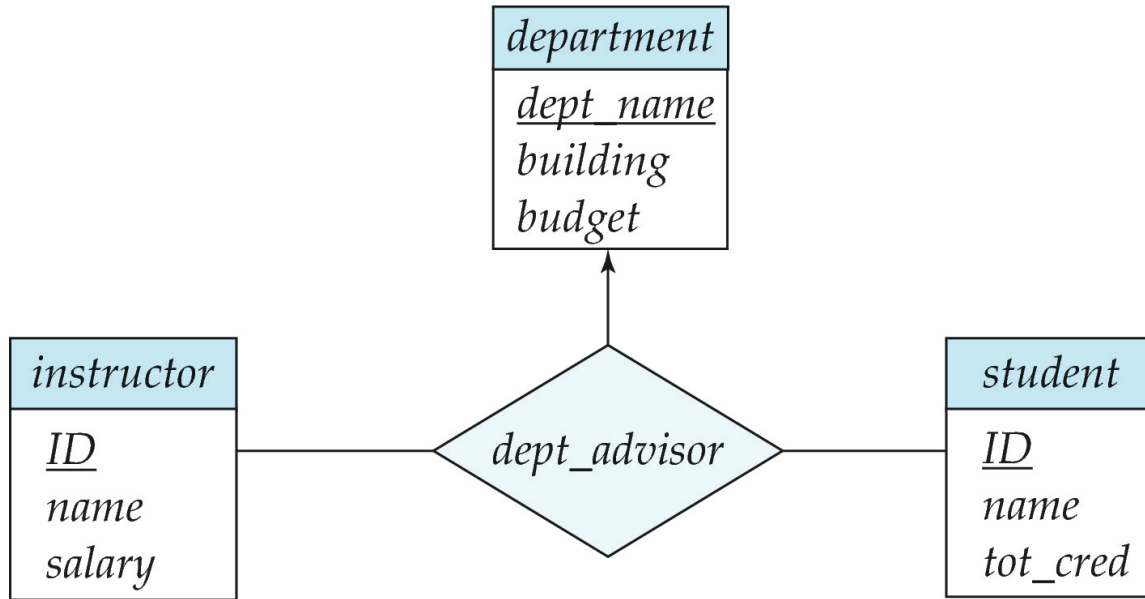 department
dept_name
building
budget
instructor
ID
name
salary
dept_advisor
student
ID
name
tot_cred